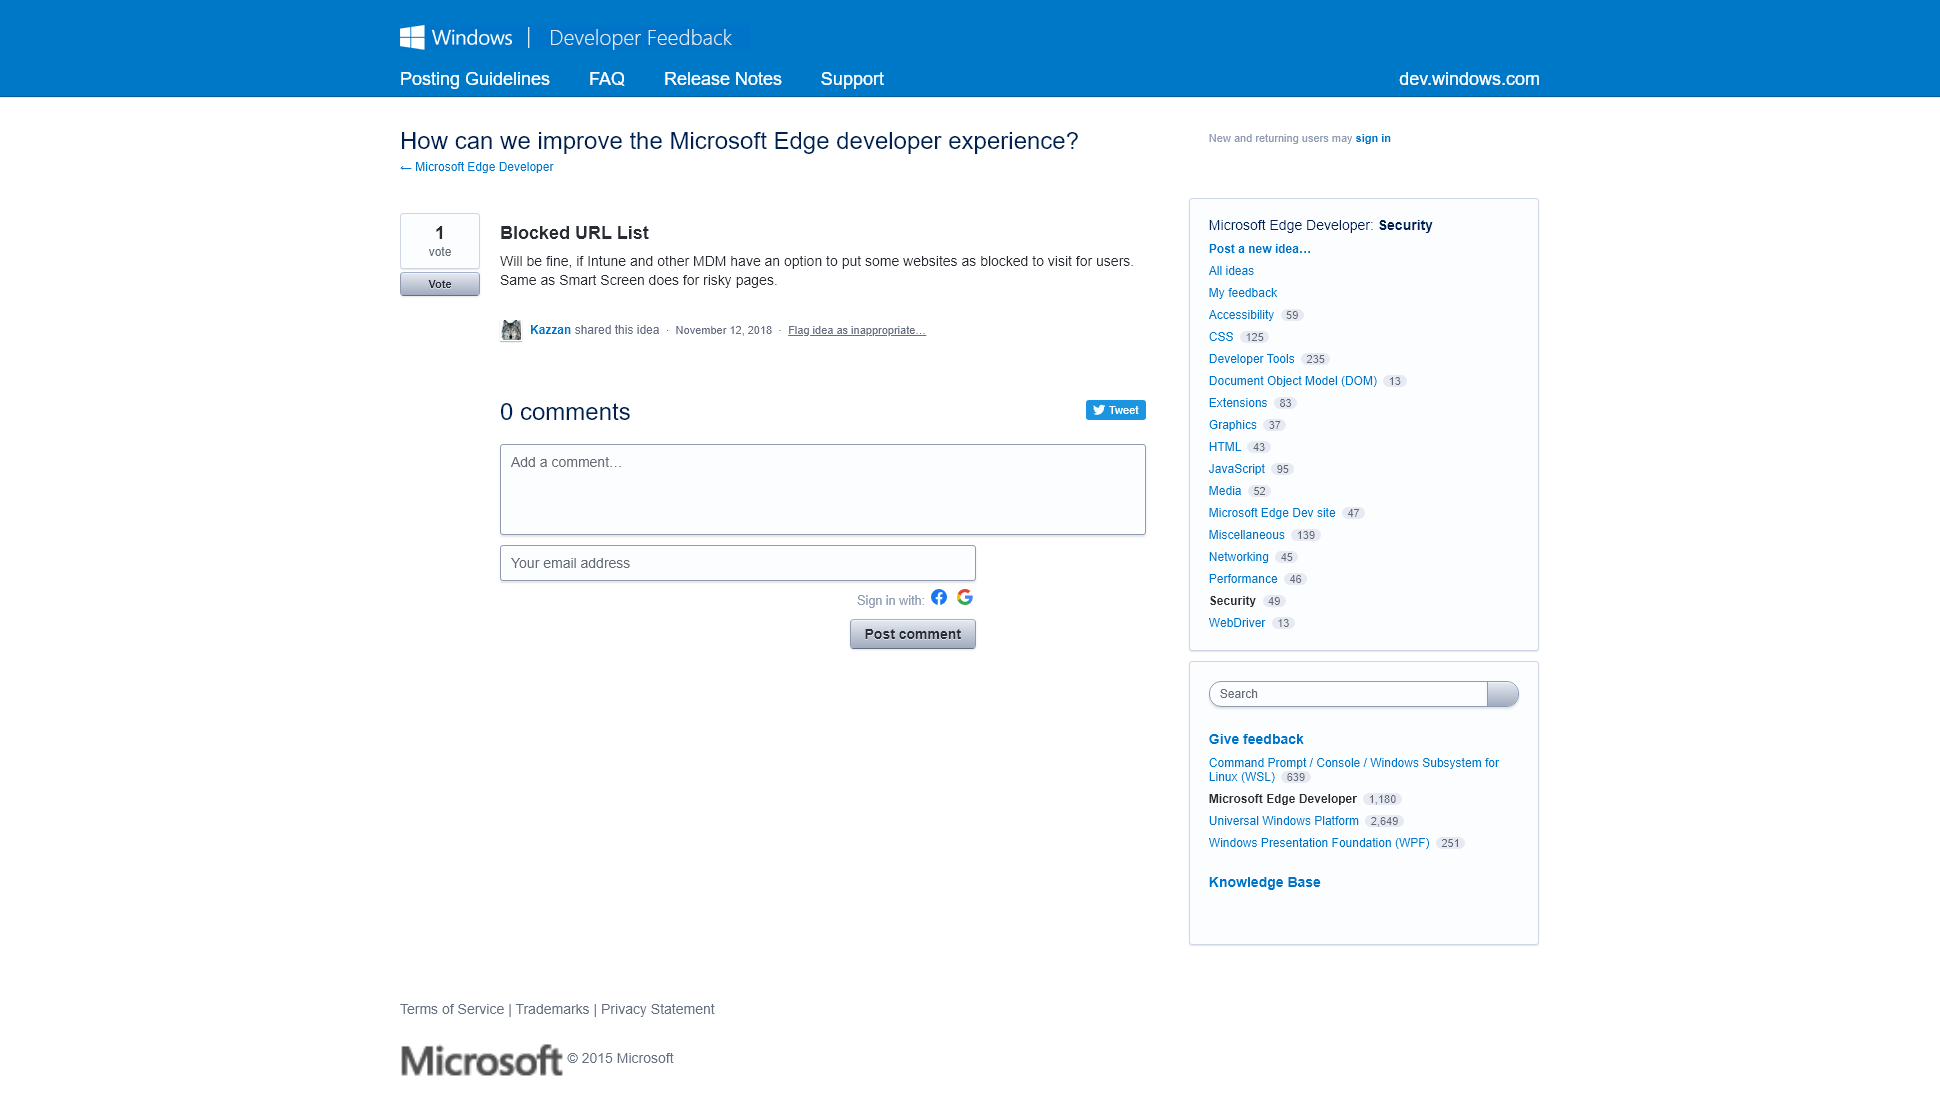 Windows | Developer Feedback
Posting Guidelines FAQ Release Notes Support dev.windows.com
How can we improve the Microsoft Edge developer experience?
← Microsoft Edge Developer
New and returning users may sign in
1
vote
Vote
Blocked URL List
Will be fine, if Intune and other MDM have an option to put some websites as blocked to visit for users.
Same as Smart Screen does for risky pages.
Kazzan shared this idea · November 12, 2018 · Flag idea as inappropriate…
0 comments
Tweet
Add a comment…
Your email address
Sign in with:
Post comment
Microsoft Edge Developer: Security
Post a new idea…
All ideas
My feedback
Accessibility 59
CSS 125
Developer Tools 235
Document Object Model (DOM) 13
Extensions 83
Graphics 37
HTML 43
JavaScript 95
Media 52
Microsoft Edge Dev site 47
Miscellaneous 139
Networking 45
Performance 46
Security 49
WebDriver 13
Search
Give feedback
Command Prompt / Console / Windows Subsystem for
Linux (WSL) 639
Microsoft Edge Developer 1,180
Universal Windows Platform 2,649
Windows Presentation Foundation (WPF) 251
Knowledge Base
Terms of Service | Trademarks | Privacy Statement
Microsoft © 2015 Microsoft